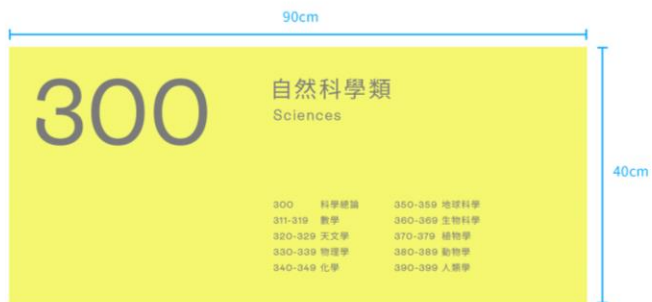 90cm
300
自然科學類
Sciences
40cm
300 科學總論
311-319 數學
320-329 天文學
330-339 物理學
340-349 化學
350-359 地球科學
360-369 生物科學
370-379 植物學
380-389 動物學
390-399 人類學